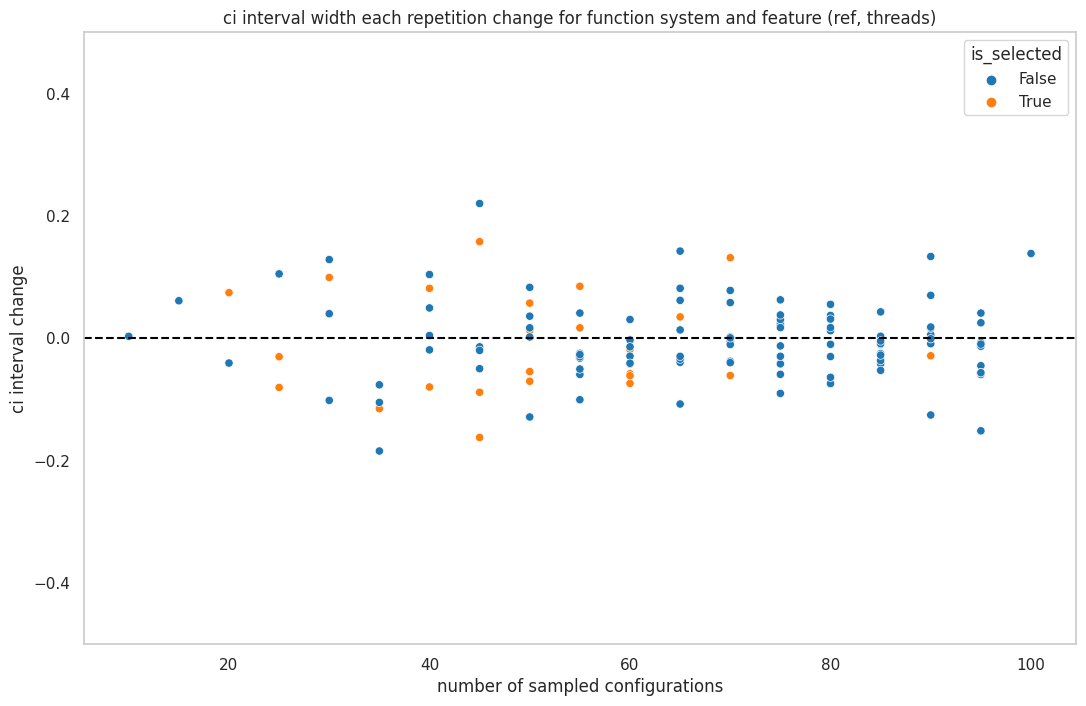 ci interval width each repetition change for function system and feature (ref, threads)
is_selected
False
True
ci interval change
0.4
0.2
0.0
−0.2
−0.4
20
40
60
80
100
number of sampled configurations